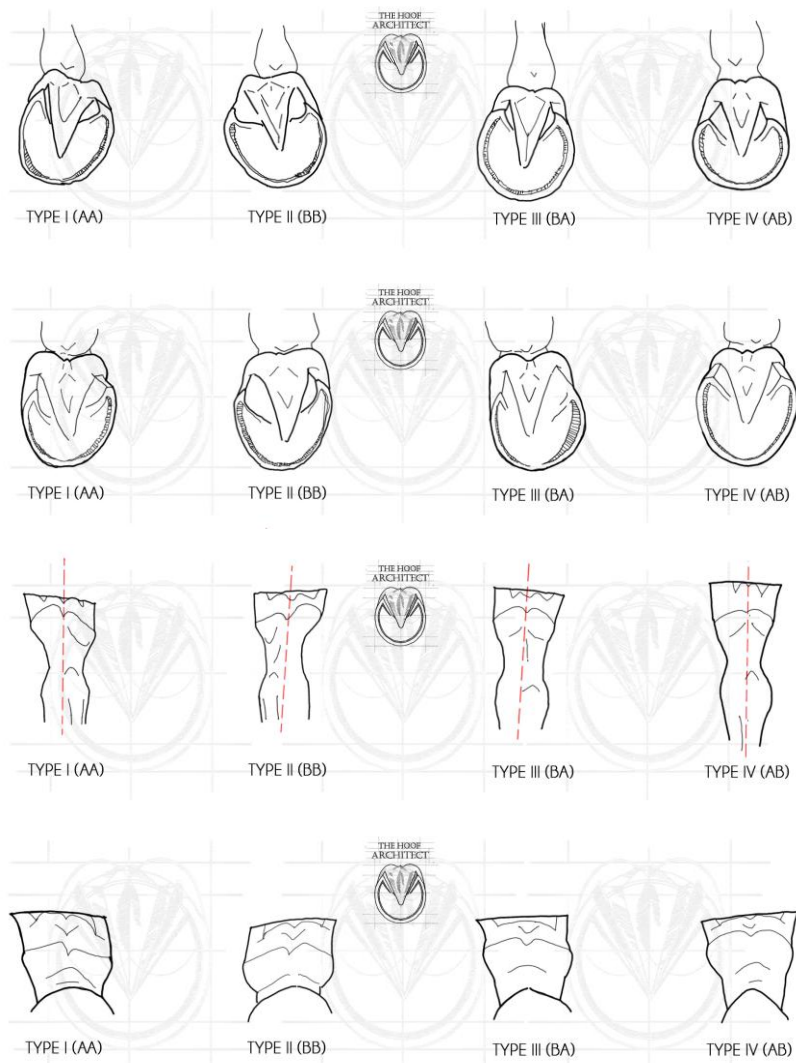 THE HOOF
ARCHITECT
TYPE I (AA)
TYPE II (BB)
TYPE III (BA)
TYPE IV (AB)
THE HOOF
ARCHITECT
TYPE I (AA)
TYPE II (BB)
TYPE III (BA)
TYPE IV (AB)
THE HOOF
ARCHITECT
TYPE I (AA)
TYPE II (BB)
TYPE III (BA)
TYPE IV (AB)
THE HOOF
ARCHITECT
TYPE I (AA)
TYPE II (BB)
TYPE III (BA)
TYPE IV (AB)